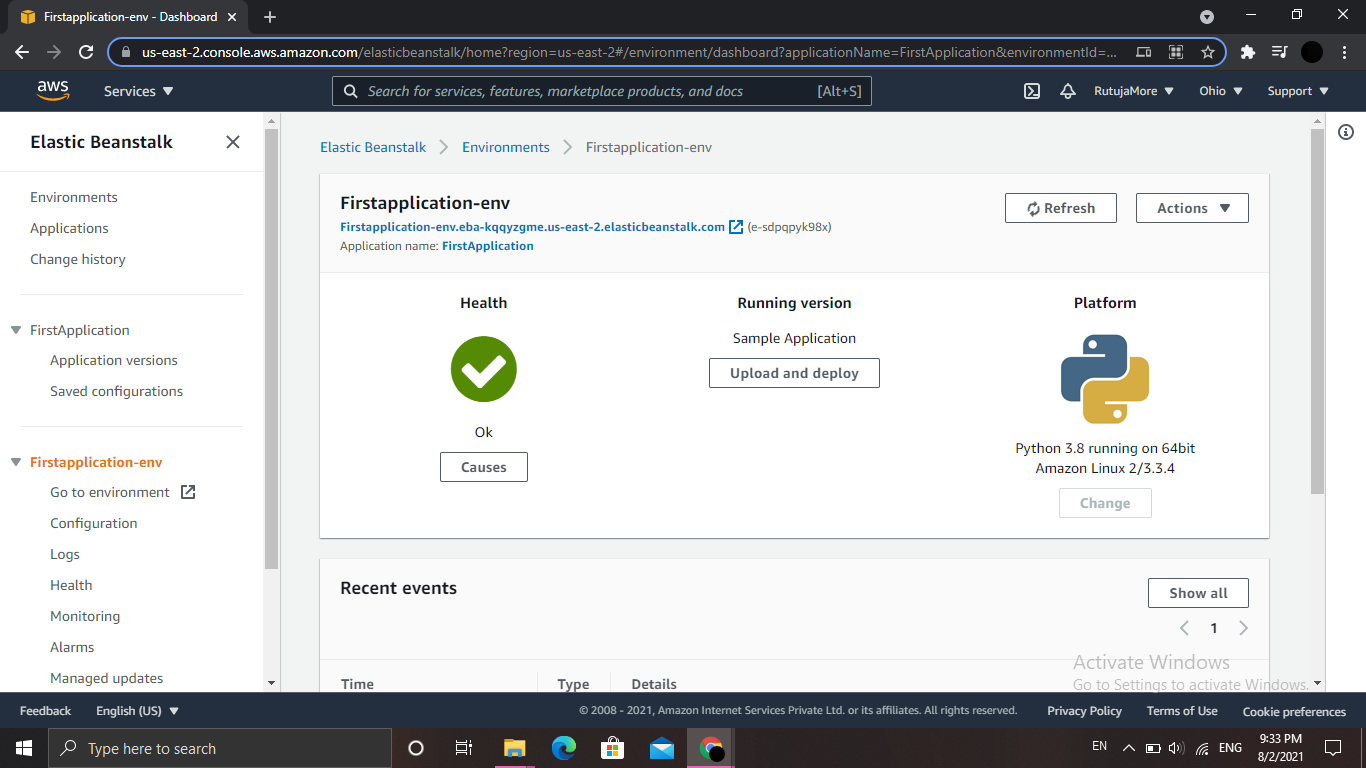 Firstapplication-env - Dashboard
us-east-2.console.aws.amazon.com/elasticbeanstalk/home?region=us-east-2#/environment/dashboard?applicationName=FirstApplication&environmentId=...
aws
Services
Search for services, features, marketplace products, and docs
[Alt+S]
RutujaMore
Ohio
Support
Elastic Beanstalk
Environments
Applications
Change history
FirstApplication
Application versions
Saved configurations
Firstapplication-env
Go to environment
Configuration
Logs
Health
Monitoring
Alarms
Managed updates
Elastic Beanstalk
Environments
Firstapplication-env
Firstapplication-env
Firstapplication-env.eba-kqqyzgme.us-east-2.elasticbeanstalk.com (e-sdpqpyk98x)
Application name: FirstApplication
Refresh
Actions
Health
Ok
Causes
Running version
Sample Application
Upload and deploy
Platform
Python 3.8 running on 64bit
Amazon Linux 2/3.3.4
Change
Recent events
Show all
1
Time
Type
Details
Activate Windows
Go to Settings to activate Windows.
Feedback
English (US)
© 2008 - 2021, Amazon Internet Services Private Ltd. or its affiliates. All rights reserved.
Privacy Policy
Terms of Use
Cookie preferences
Type here to search
EN
ENG
9:33 PM
8/2/2021